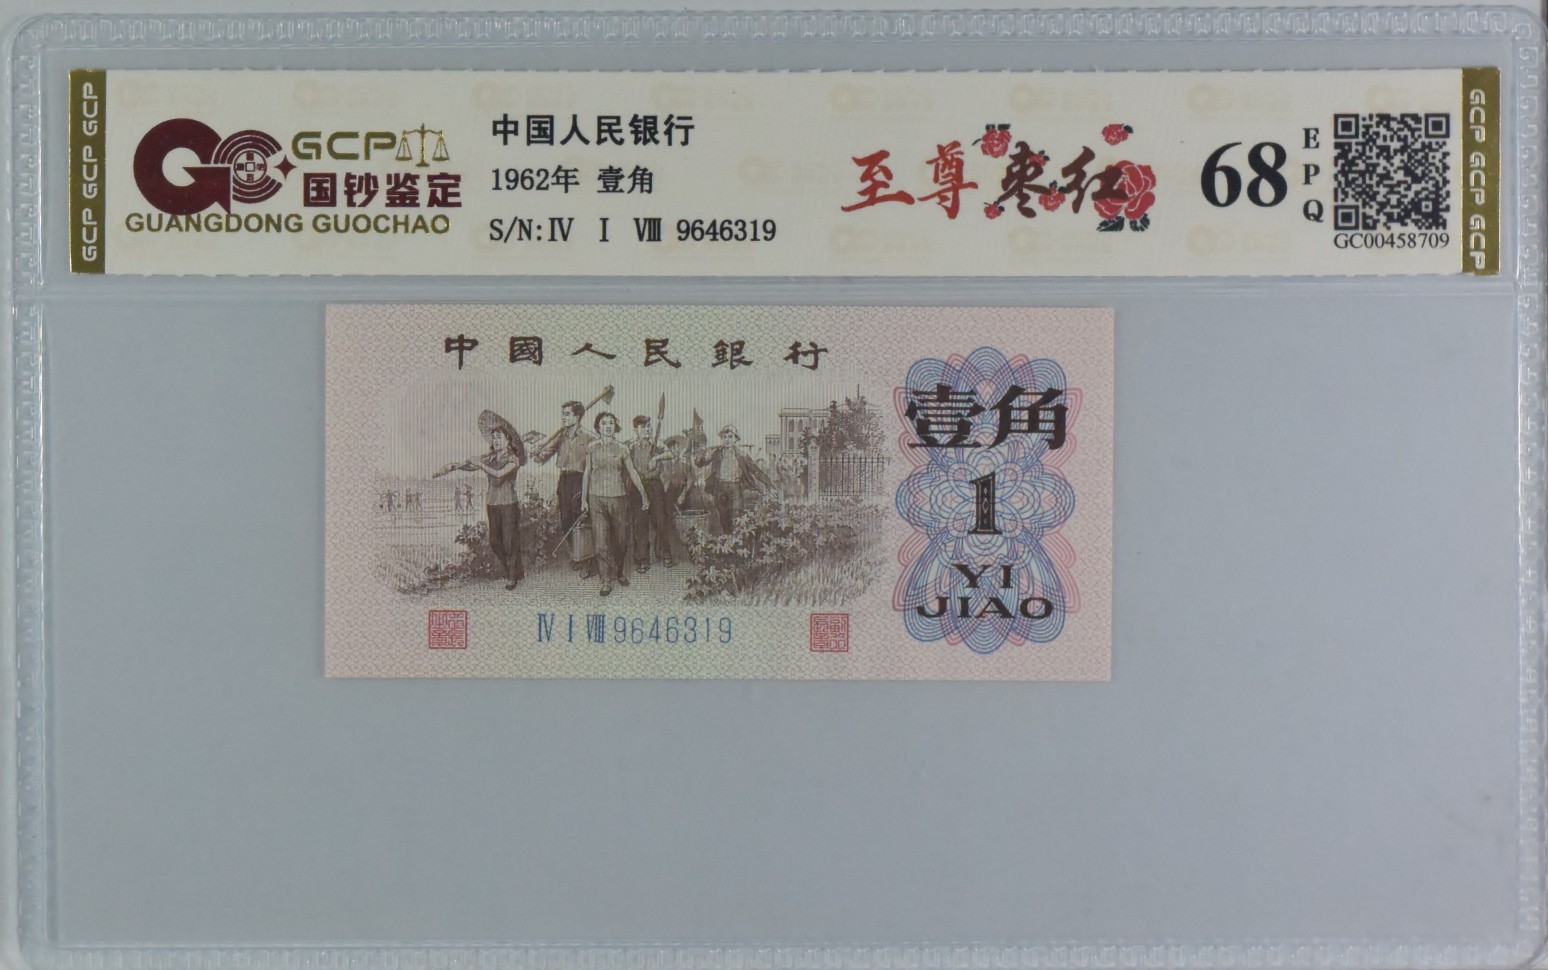 GCP GCP GCP
GCP
国钞鉴定
GUANGDONG GUOCHAO
中国人民银行
1962年 壹角
S/N:Ⅳ Ⅰ Ⅷ 9646319
至尊枣红
68
EPQ
GC00458709
GCP GCP GCP
中國人民銀行
壹角
1
YI
JIAO
Ⅳ Ⅰ Ⅷ 9646319